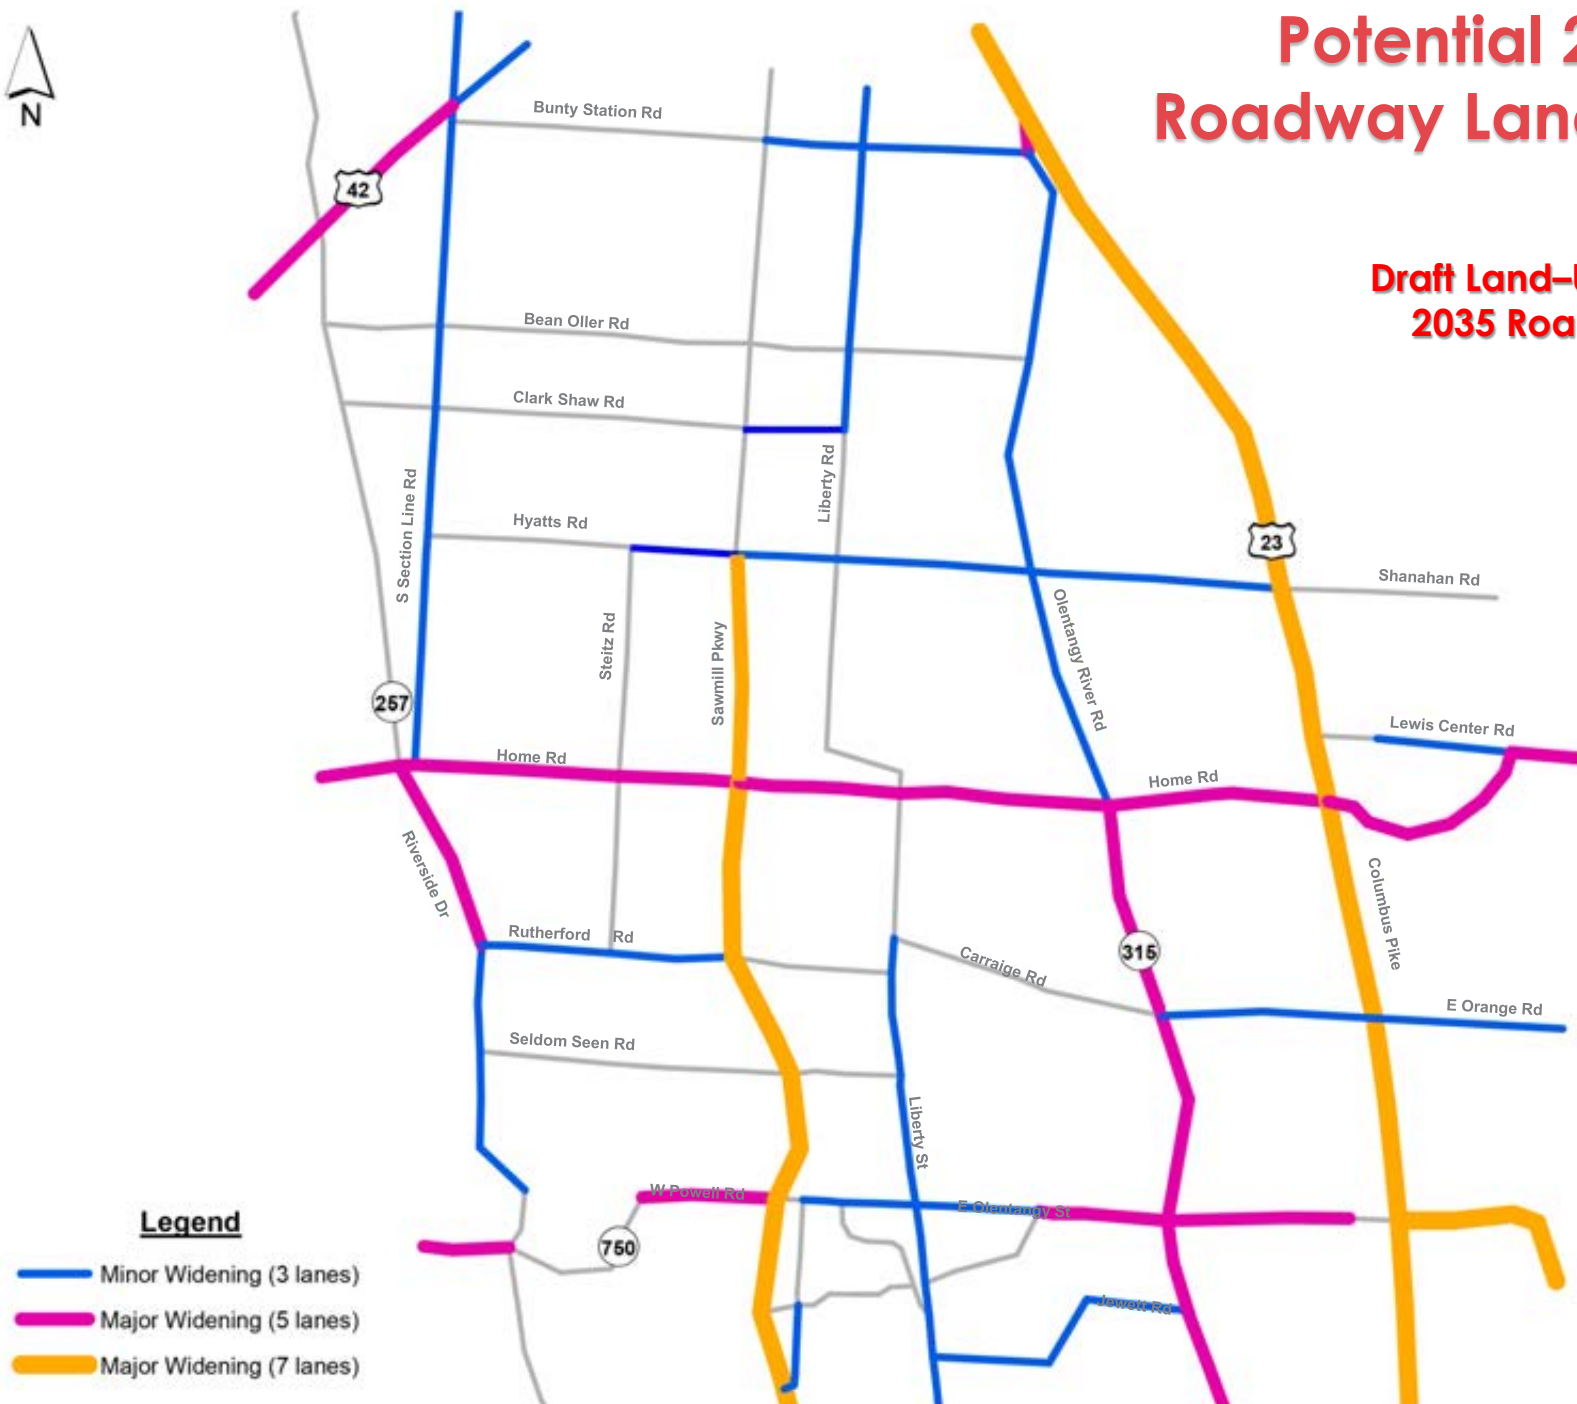 Potential 2
Roadway Lan
Draft Land–U
2035 Roa
N
Bunty Station Rd
42
Bean Oller Rd
Clark Shaw Rd
Liberty Rd
S Section Line Rd
Hyatts Rd
23
Shanahan Rd
Steitz Rd
Sawmill Pkwy
Olentangy River Rd
257
Lewis Center Rd
Home Rd
Home Rd
Riverside Dr
Columbus Pike
Rutherford Rd
315
Carraige Rd
E Orange Rd
Seldom Seen Rd
Liberty St
W Powell Rd
E Olentangy St
750
Jewett Rd
Legend
Minor Widening (3 lanes)
Major Widening (5 lanes)
Major Widening (7 lanes)